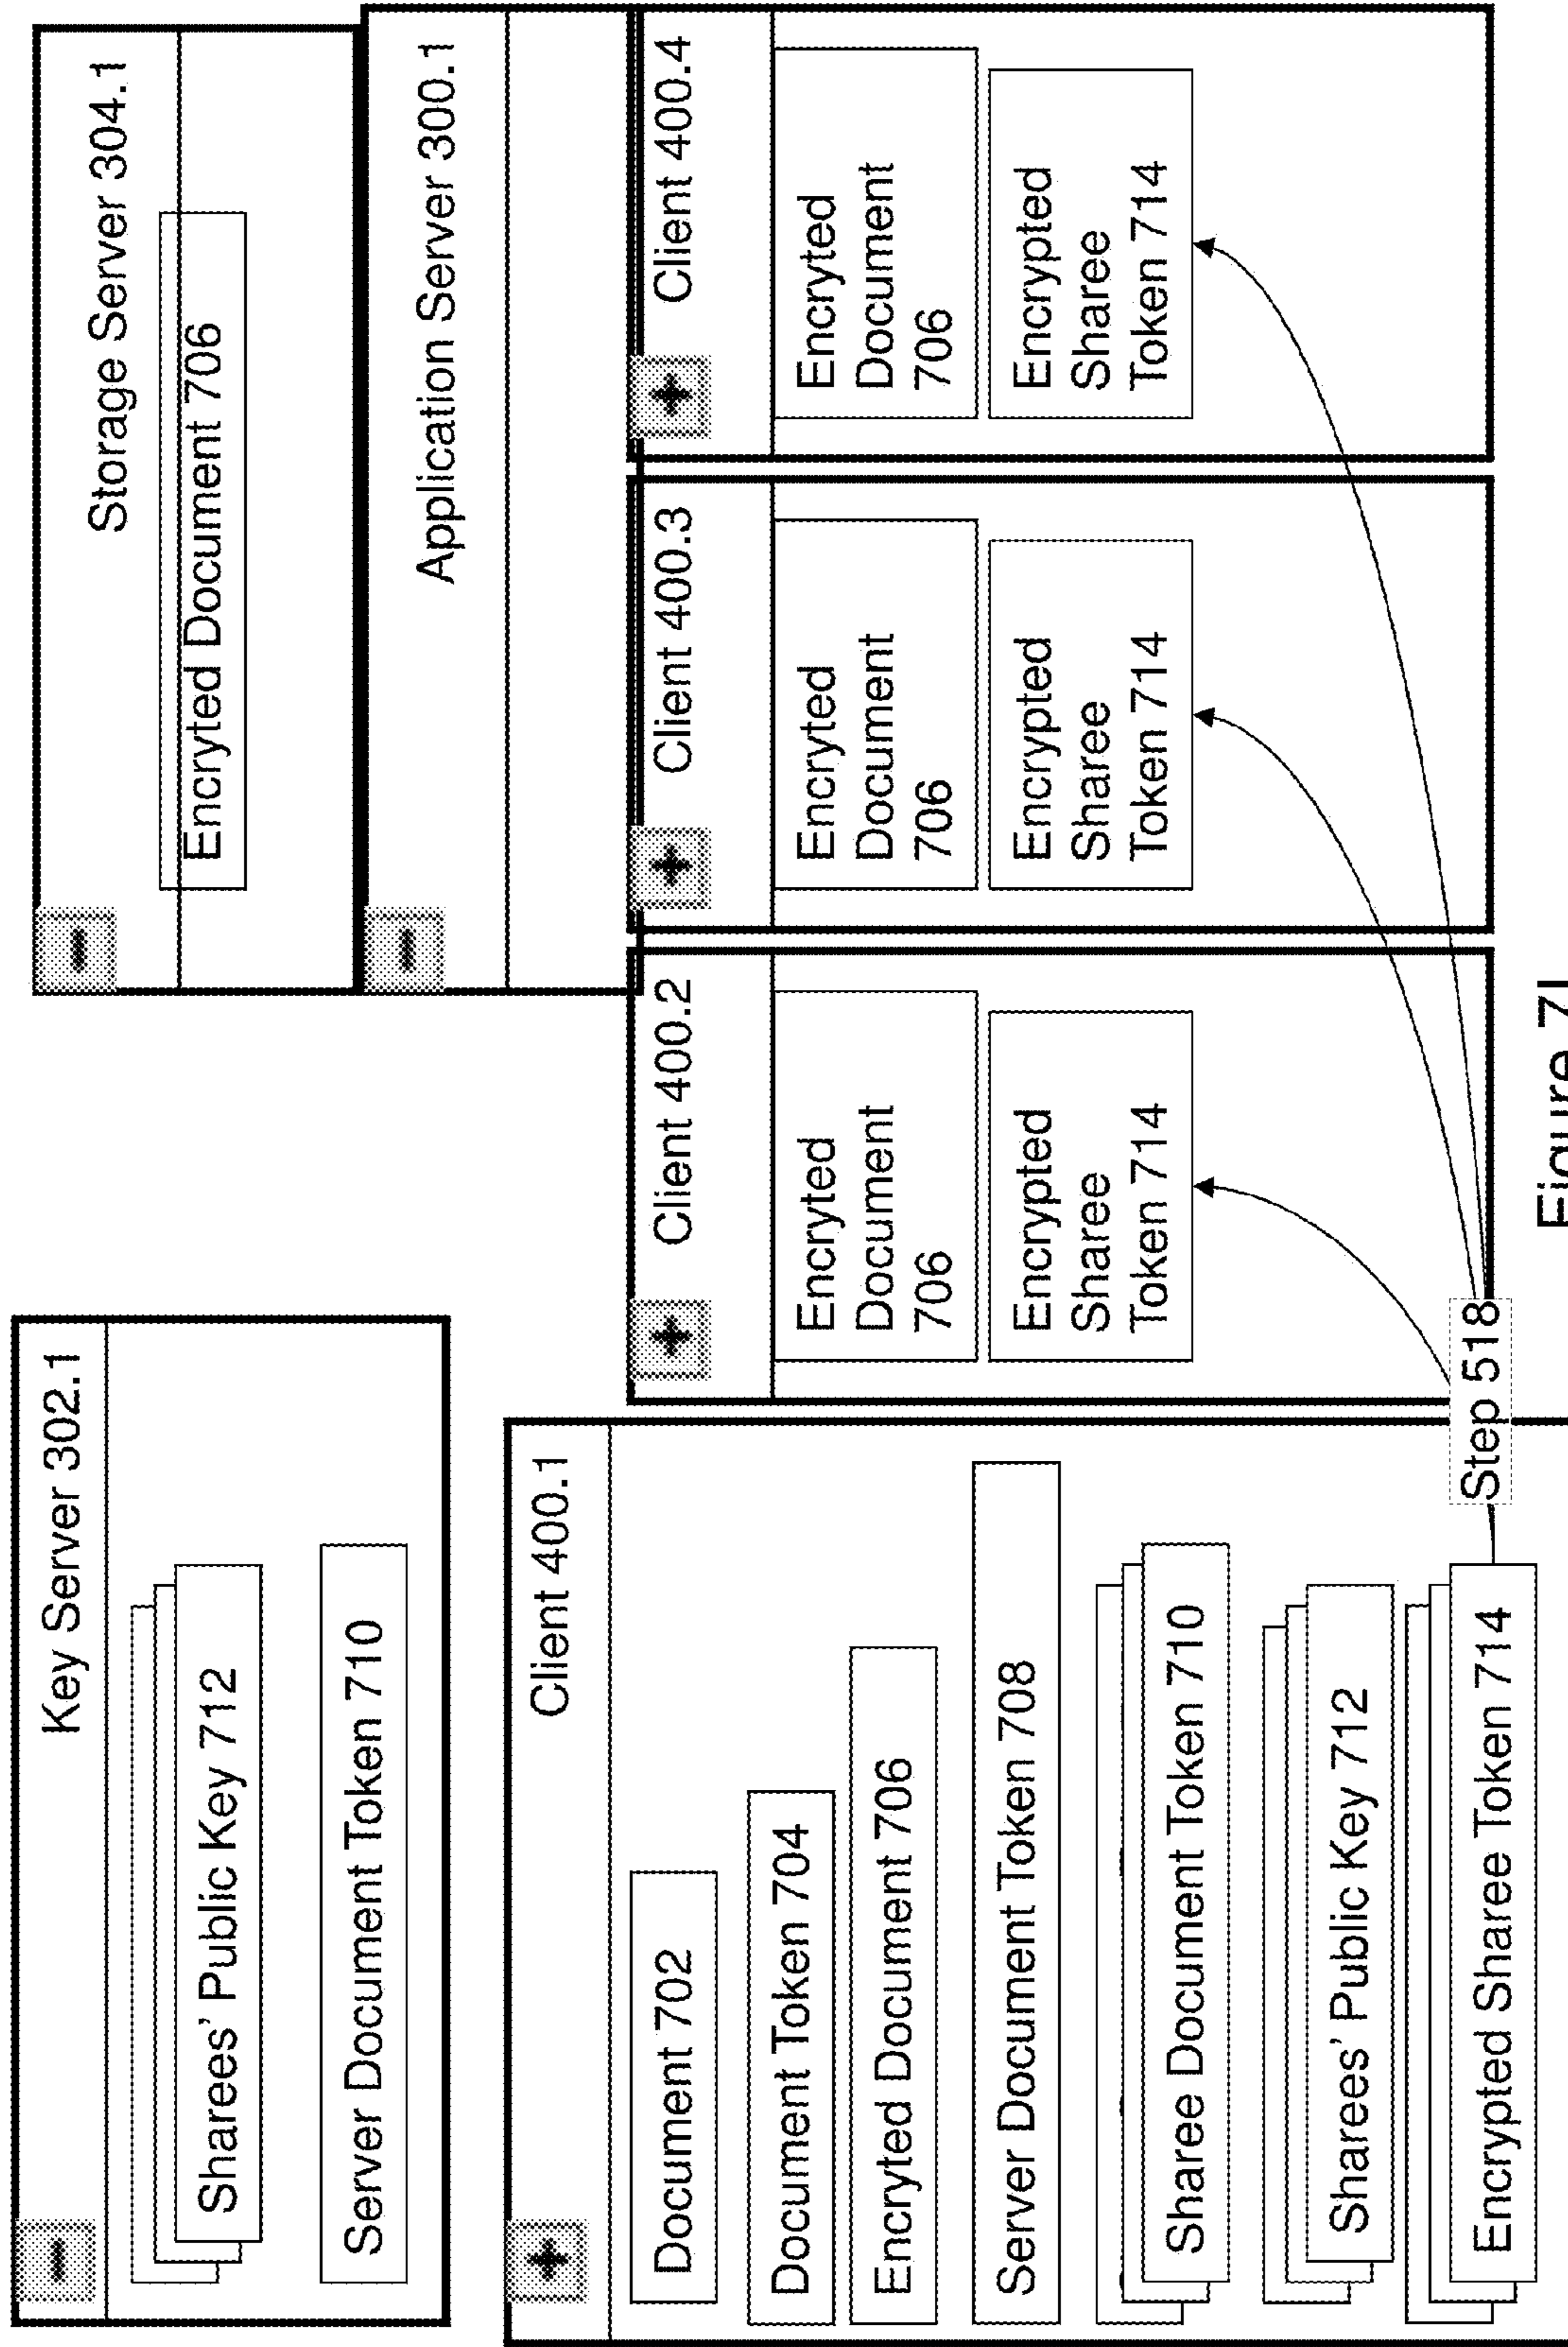 −
Key Server 302.1
Sharees' Public Key 712
Server Document Token 710
−
Storage Server 304.1
Encryted Document 706
−
Application Server 300.1
+
Client 400.1
Document 702
Document Token 704
Encryted Document 706
Server Document Token 708
Sharee Document Token 710
Sharees' Public Key 712
Encrypted Sharee Token 714
Step 518
+
Client 400.2
Encryted
Document
706
Encrypted
Sharee
Token 714
+
Client 400.3
Encryted
Document
706
Encrypted
Sharee
Token 714
+
Client 400.4
Encryted
Document
706
Encrypted
Sharee
Token 714
Figure